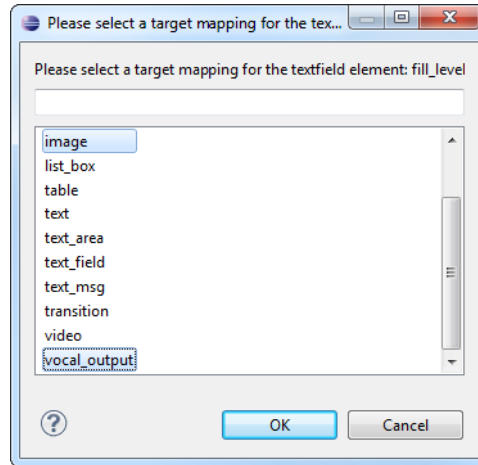 Please select a target mapping for the tex...
Please select a target mapping for the textfield element: fill_level
image
list_box
table
text
text_area
text_field
text_msg
transition
video
vocal_output
?
OK
Cancel